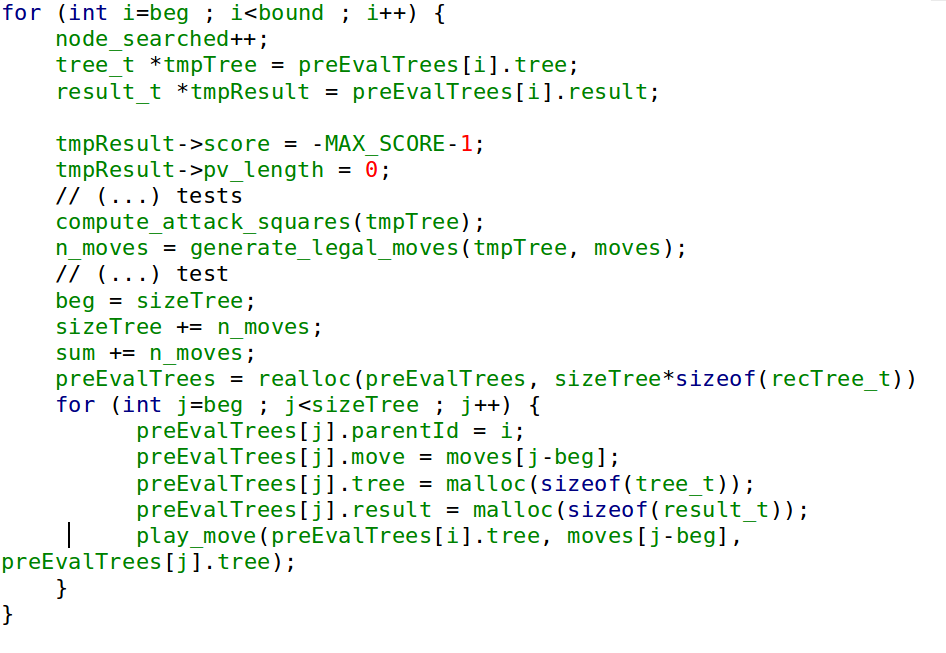 for (int i=beg ; i<bound ; i++) {
    node_searched++;
    tree_t *tmpTree = preEvalTrees[i].tree;
    result_t *tmpResult = preEvalTrees[i].result;

    tmpResult->score = -MAX_SCORE-1;
    tmpResult->pv_length = 0;
    // (...) tests
    compute_attack_squares(tmpTree);
    n_moves = generate_legal_moves(tmpTree, moves);
    // (...) test
    beg = sizeTree;
    sizeTree += n_moves;
    sum += n_moves;
    preEvalTrees = realloc(preEvalTrees, sizeTree*sizeof(recTree_t))
    for (int j=beg ; j<sizeTree ; j++) {
          preEvalTrees[j].parentId = i;
          preEvalTrees[j].move = moves[j-beg];
          preEvalTrees[j].tree = malloc(sizeof(tree_t));
          preEvalTrees[j].result = malloc(sizeof(result_t));
          play_move(preEvalTrees[i].tree, moves[j-beg],
preEvalTrees[j].tree);
    }
}